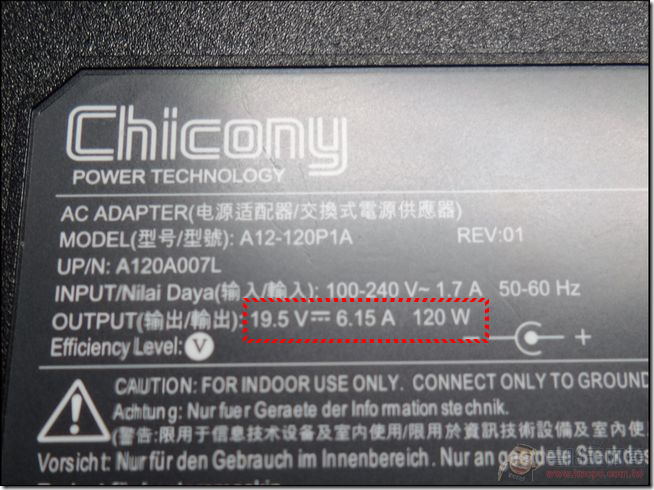 Chicony
POWER TECHNOLOGY
AC ADAPTER(电源适配器/交換式電源供應器)
MODEL(型号/型號): A12-120P1A REV:01
UP/N: A120A007L
INPUT/Nilai Daya(输入/輸入): 100-240 V~ 1.7 A 50-60 Hz
OUTPUT(输出/輸出): 19.5 V⎓ 6.15 A 120 W
Efficiency Level: V +
CAUTION: FOR INDOOR USE ONLY. CONNECT ONLY TO GROUND
Achtung: Nur fuer Geraete der Informationstechnik.
(警告:限用于信息技术设备及室内使用/限用於資訊技術設備及室內使用
Vorsicht: Nur für den Gebrauch im Innenbereich. Nur an geerdete Steckdos